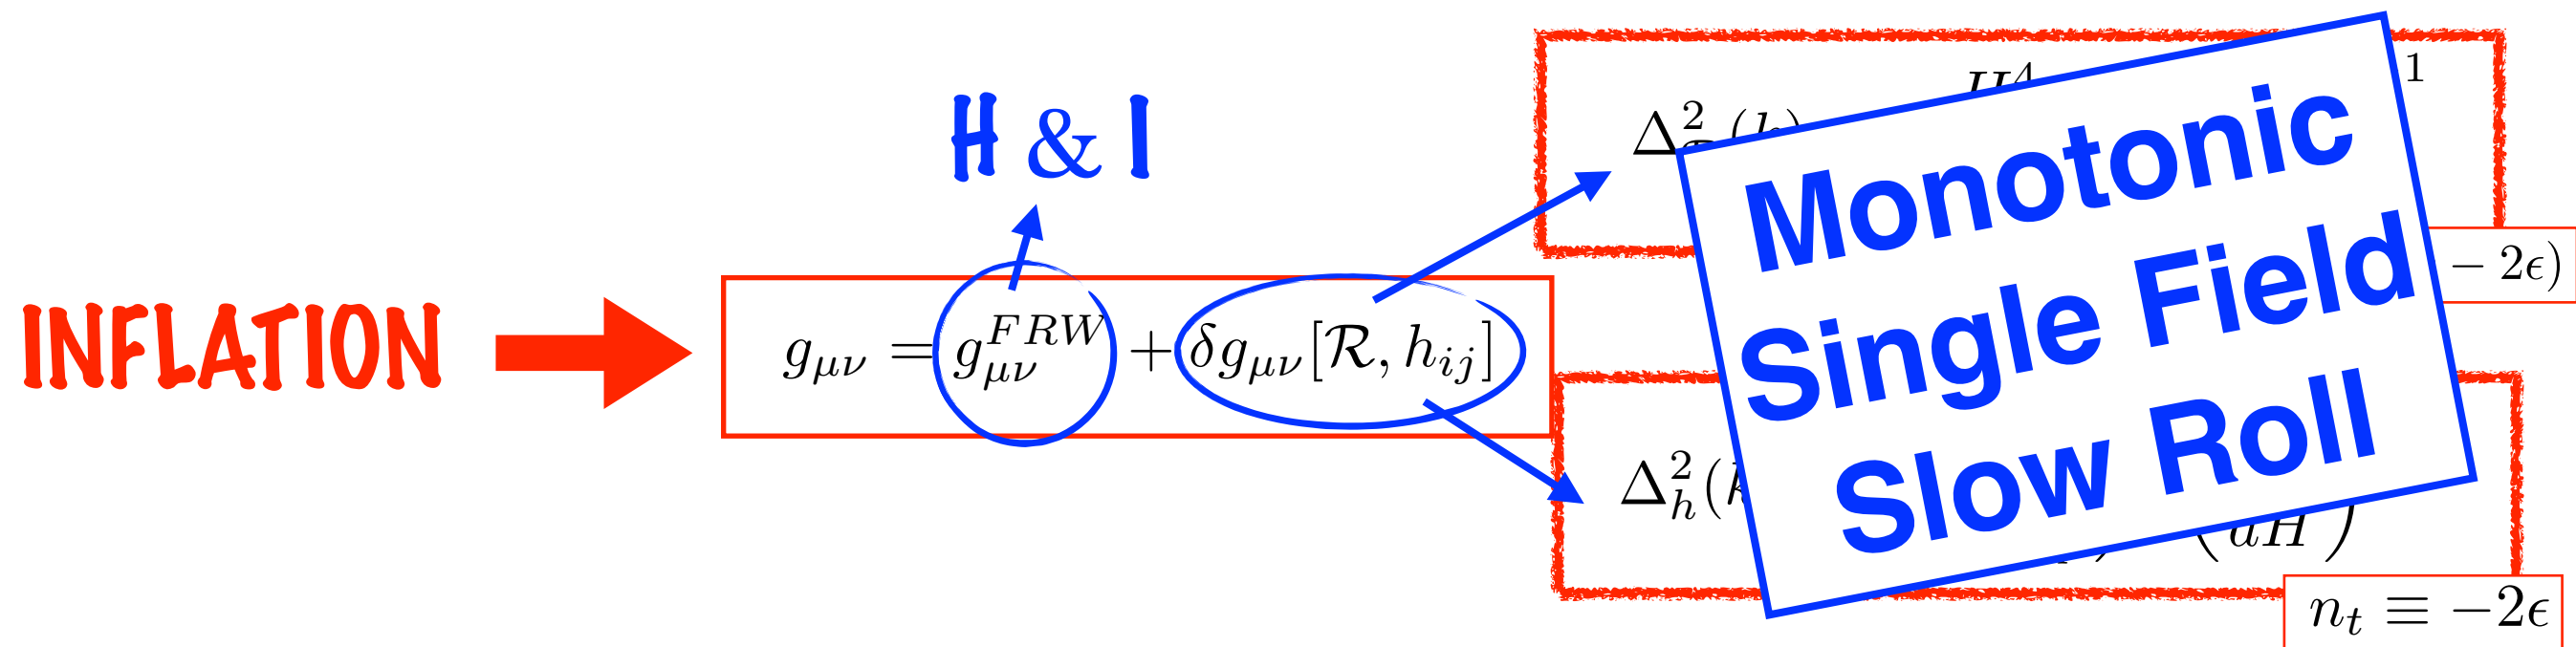 H & I
INFLATION
g_{μν} = g_{μν}^{FRW} + δg_{μν}[ℛ, h_{ij}]
1
− 2ϵ)
Monotonic
Single Field
Slow Roll
Δ_h^2(
aH )
n_t ≡ −2ϵ